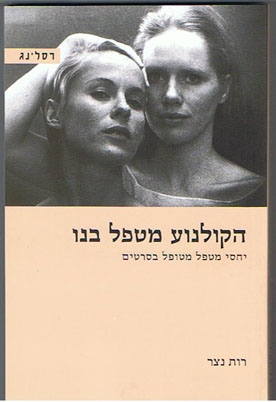 רסלינג
הקולנוע מטפל בנו
יחסי מטפל מטופל בסרטים
רות נצר